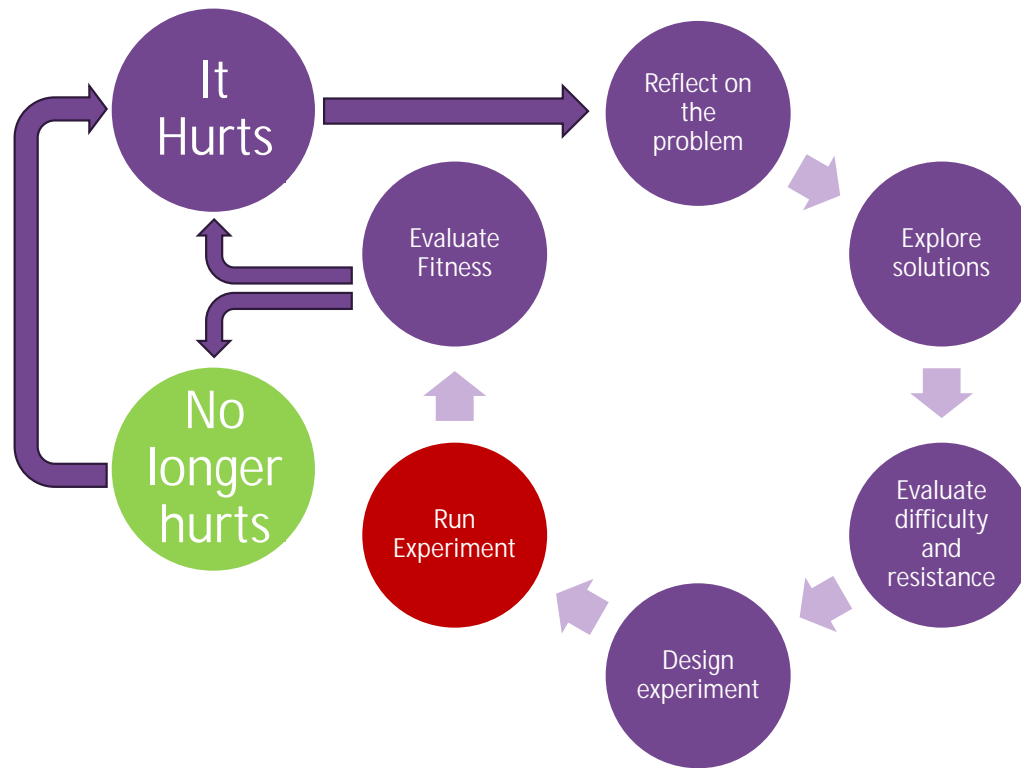 It
Hurts
Reflect on
the
problem
Explore
solutions
Evaluate
difficulty
and
resistance
Design
experiment
Run
Experiment
Evaluate
Fitness
No
longer
hurts